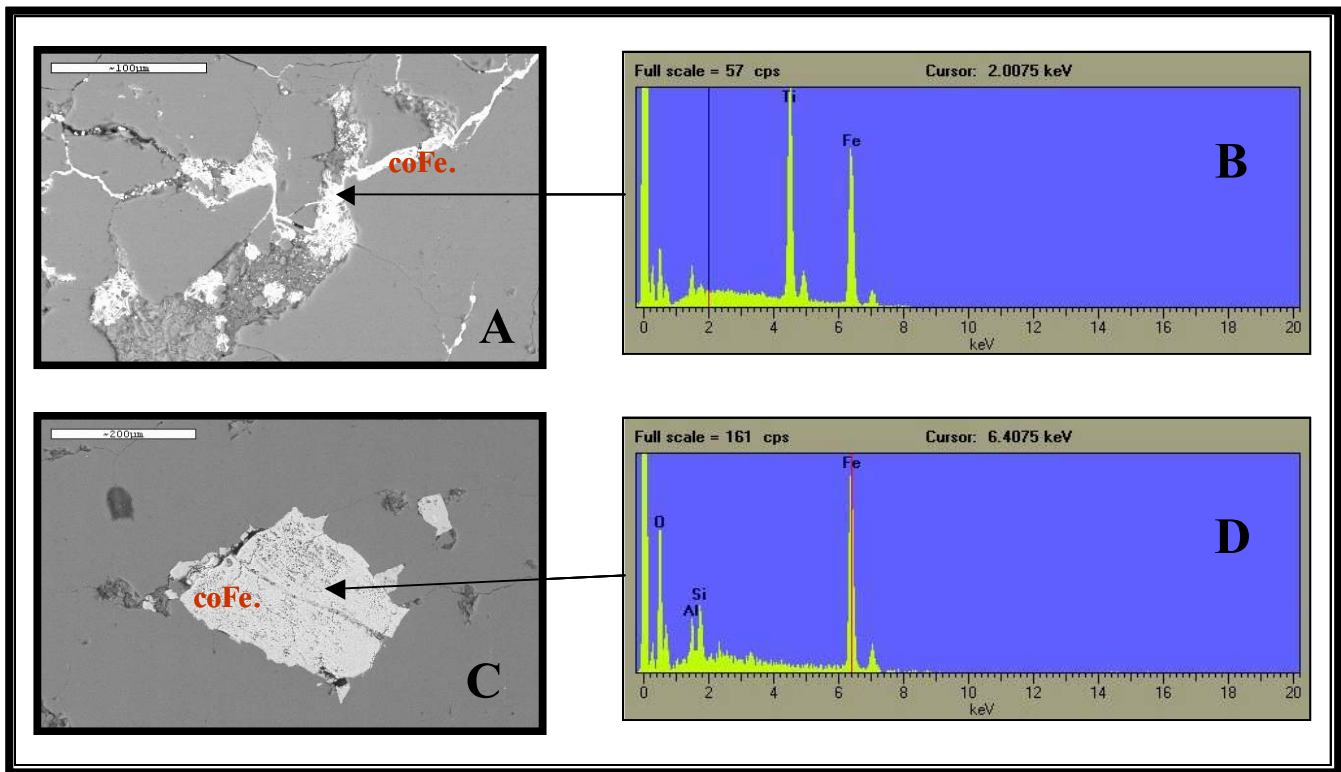 ~100µm
coFe.
A
Full scale = 57 cps Cursor: 2.0075 keV
Ti
Fe
B
0 2 4 6 8 10 12 14 16 18 20
keV
~200µm
coFe.
C
Full scale = 161 cps Cursor: 6.4075 keV
Fe
O
Si
Al
D
0 2 4 6 8 10 12 14 16 18 20
keV